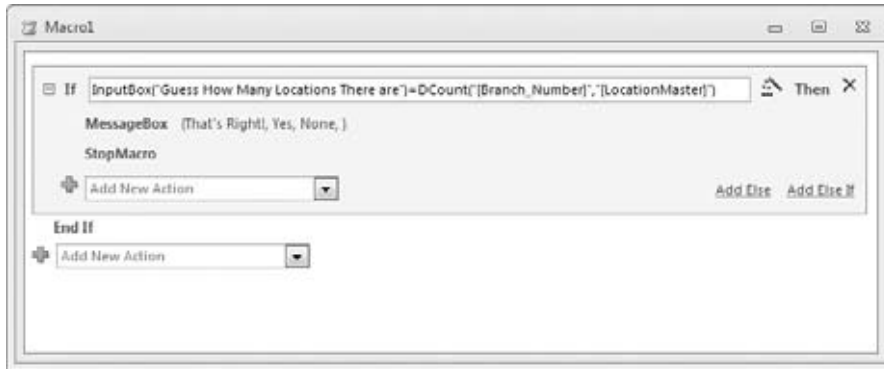 Macro1
If InputBox("Guess How Many Locations There are")=DCount("[Branch_Number]","[LocationMaster]") Then
MessageBox (That's Right!, Yes, None, )
StopMacro
Add New Action
Add Else Add Else If
End If
Add New Action